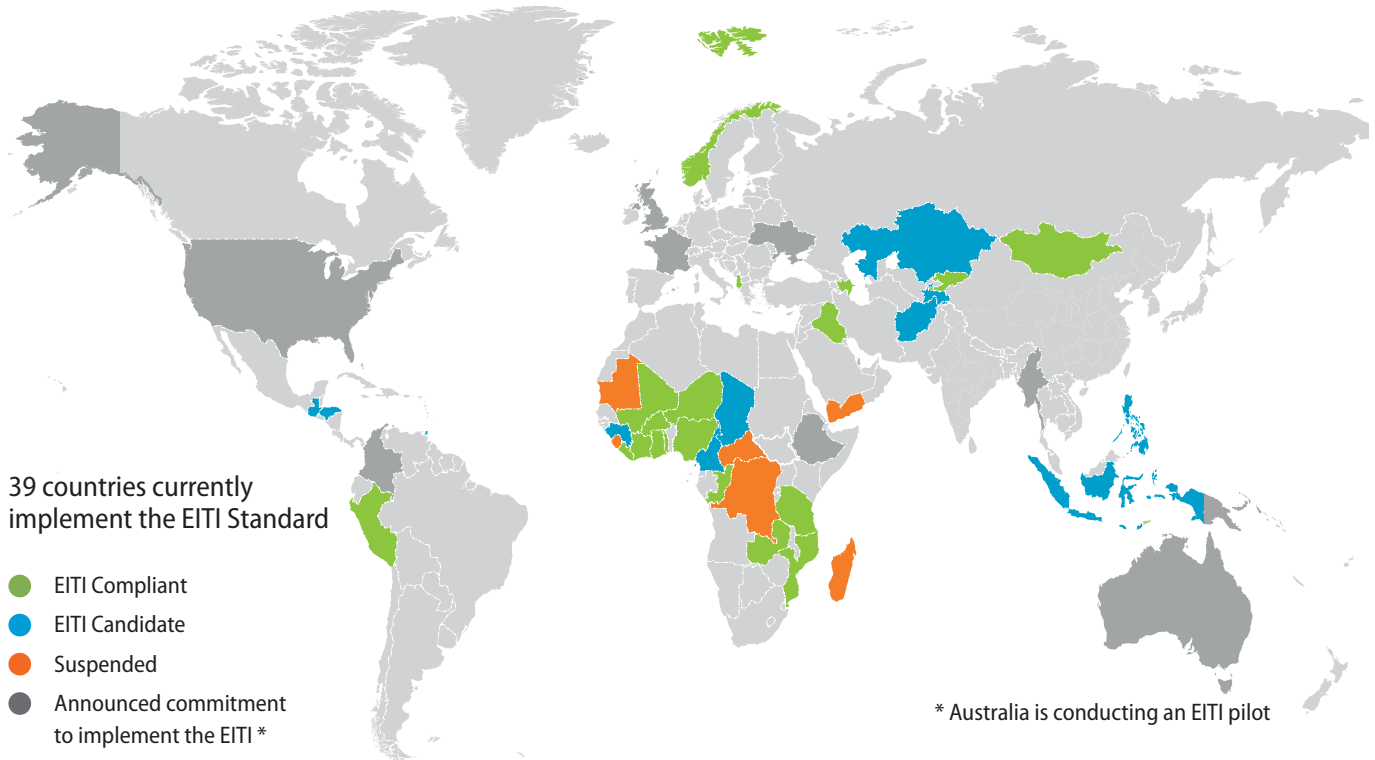 39 countries currently
implement the EITI Standard
EITI Compliant
EITI Candidate
Suspended
Announced commitment
to implement the EITI *
* Australia is conducting an EITI pilot